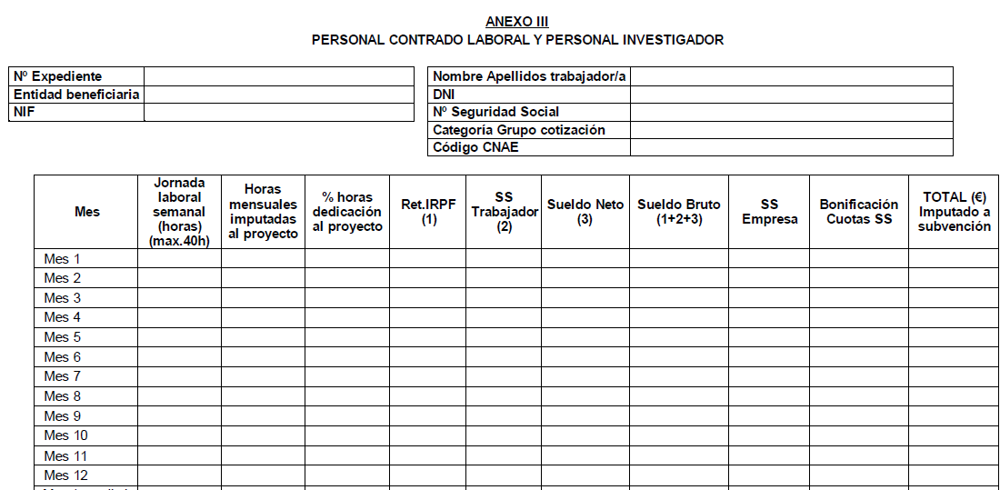 ANEXO III
PERSONAL CONTRADO LABORAL Y PERSONAL INVESTIGADOR
Nº Expediente
Entidad beneficiaria
NIF
Nombre Apellidos trabajador/a
DNI
Nº Seguridad Social
Categoría Grupo cotización
Código CNAE
Mes
Jornada
laboral
semanal
(horas)
(max.40h)
Horas
mensuales
imputadas
al proyecto
% horas
dedicación
al proyecto
Ret.IRPF
(1)
SS
Trabajador
(2)
Sueldo Neto
(3)
Sueldo Bruto
(1+2+3)
SS
Empresa
Bonificación
Cuotas SS
TOTAL (€)
Imputado a
subvención
Mes 1
Mes 2
Mes 3
Mes 4
Mes 5
Mes 6
Mes 7
Mes 8
Mes 9
Mes 10
Mes 11
Mes 12